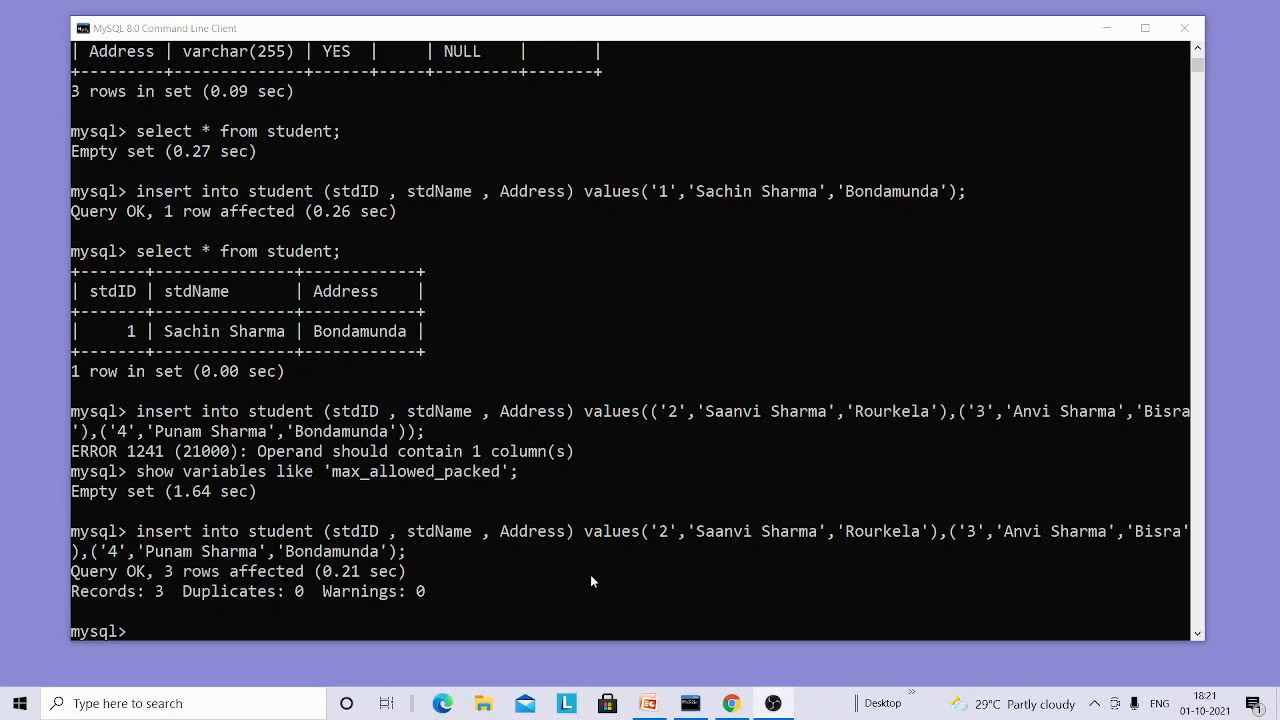 MySQL 8.0 Command Line Client
| Address | varchar(255) | YES |     | NULL    |       |
+---------+--------------+------+-----+---------+-------+
3 rows in set (0.09 sec)
mysql> select * from student;
Empty set (0.27 sec)
mysql> insert into student (stdID , stdName , Address) values('1','Sachin Sharma','Bondamunda');
Query OK, 1 row affected (0.26 sec)
mysql> select * from student;
+-------+---------------+------------+
| stdID | stdName       | Address    |
+-------+---------------+------------+
|     1 | Sachin Sharma | Bondamunda |
+-------+---------------+------------+
1 row in set (0.00 sec)
mysql> insert into student (stdID , stdName , Address) values(('2','Saanvi Sharma','Rourkela'),('3','Anvi Sharma','Bisra
'),('4','Punam Sharma','Bondamunda'));
ERROR 1241 (21000): Operand should contain 1 column(s)
mysql> show variables like 'max_allowed_packed';
Empty set (1.64 sec)
mysql> insert into student (stdID , stdName , Address) values('2','Saanvi Sharma','Rourkela'),('3','Anvi Sharma','Bisra'
),('4','Punam Sharma','Bondamunda');
Query OK, 3 rows affected (0.21 sec)
Records: 3  Duplicates: 0  Warnings: 0
mysql>
Type here to search
L
Desktop
29°C Partly cloudy
ENG
18:21
01-10-2021
1